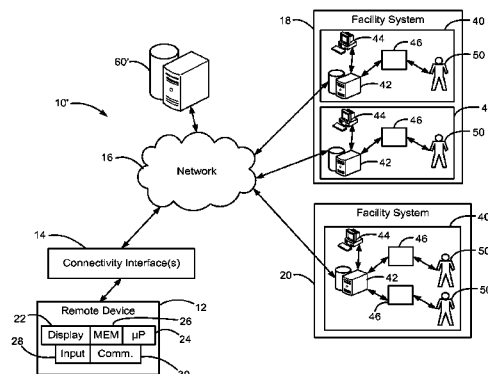 18
Facility System
40
44
46
50
42
60'
10'
4
44
46
50
42
16
Network
14
Connectivity Interface(s)
Facility System
40
44
46
50
42
20
46
50
Remote Device
12
22
26
Display
MEM
µP
24
28
Input
Comm.